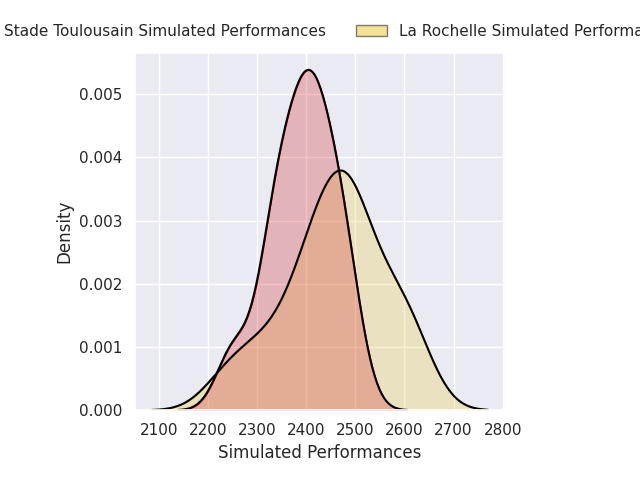 Stade Toulousain Simulated Performances
La Rochelle Simulated Performa
0.005
0.004
0.003
0.002
0.001
0.000
Density
2100 2200 2300 2400 2500 2600 2700 2800
Simulated Performances